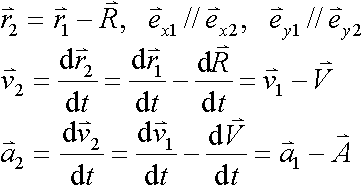 r⃗₂ = r⃗₁ − R⃗, e⃗ₓ₁ // e⃗ₓ₂, e⃗ᵧ₁ // e⃗ᵧ₂
v⃗₂ = dr⃗₂/dt = dr⃗₁/dt − dR⃗/dt = v⃗₁ − V⃗
a⃗₂ = dv⃗₂/dt = dv⃗₁/dt − dV⃗/dt = a⃗₁ − A⃗